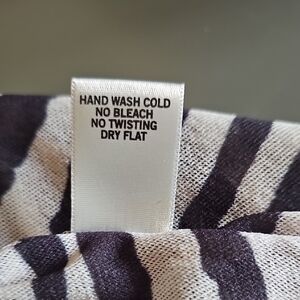 HAND WASH COLD
NO BLEACH
NO TWISTING
DRY FLAT